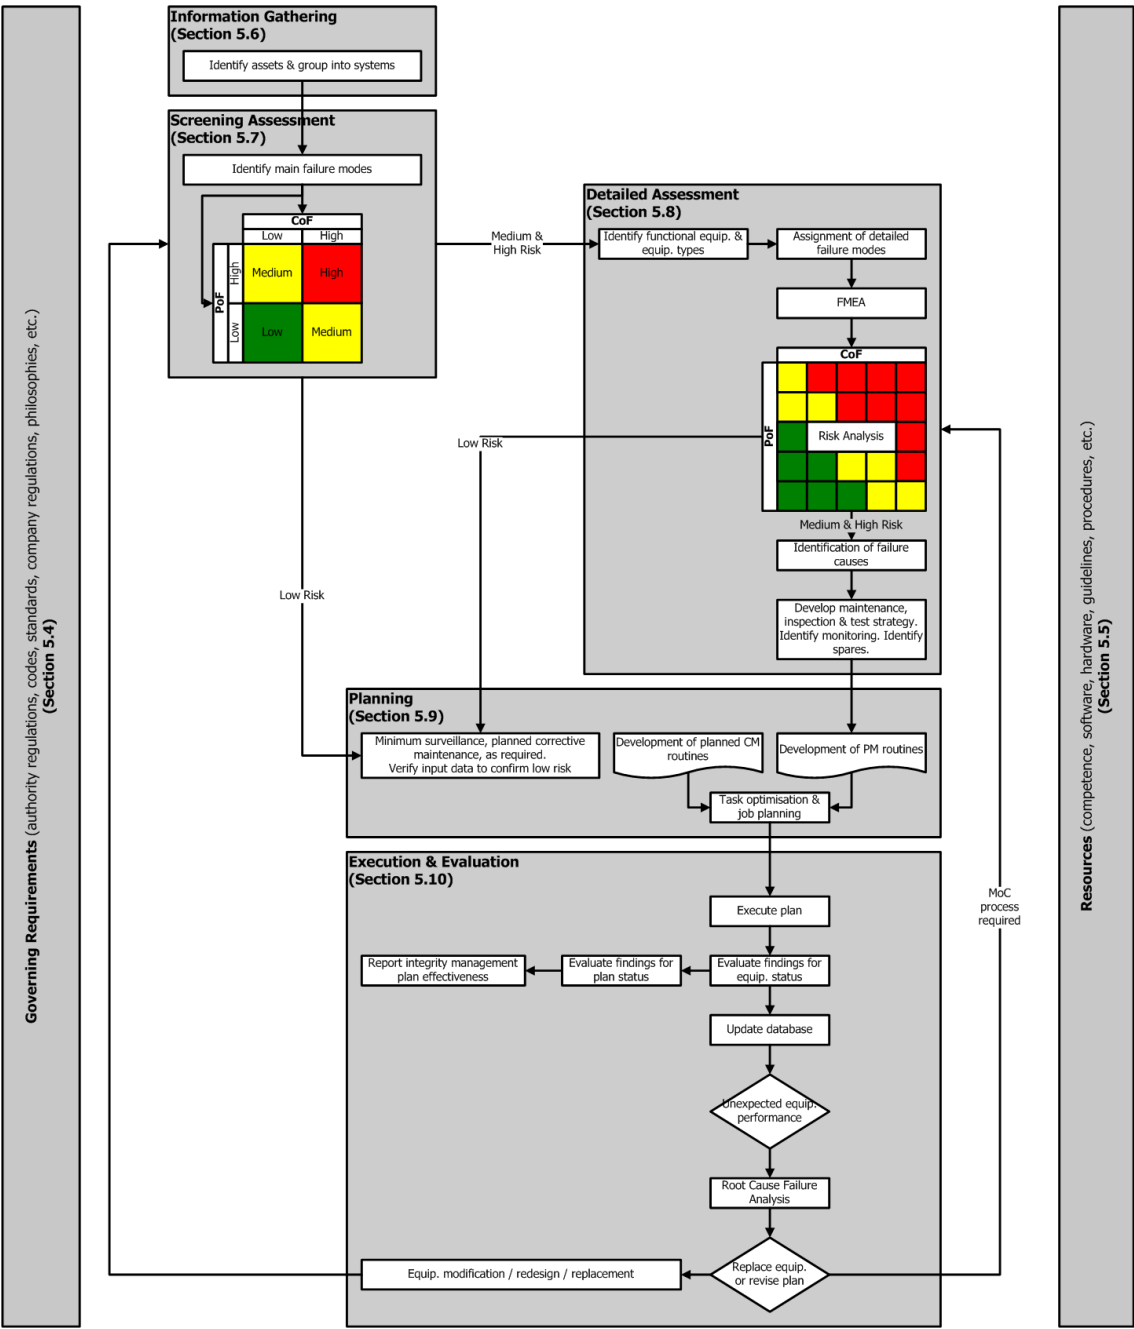 Governing Requirements (authority regulations, codes, standards, company regulations, philosophies, etc.)
(Section 5.4)
Information Gathering
(Section 5.6)
Identify assets & group into systems
Screening Assessment
(Section 5.7)
Identify main failure modes
CoF
Low High
PoF
High
Medium High
Low
Low Medium
Medium &
High Risk
Low Risk
Detailed Assessment
(Section 5.8)
Identify functional equip. &
equip. types
Assignment of detailed
failure modes
FMEA
CoF
PoF
Risk Analysis
Low Risk
Medium & High Risk
Identification of failure
causes
Develop maintenance,
inspection & test strategy.
Identify monitoring. Identify
spares.
Planning
(Section 5.9)
Minimum surveillance, planned corrective
maintenance, as required.
Verify input data to confirm low risk
Development of planned CM
routines
Development of PM routines
Task optimisation &
job planning
Execution & Evaluation
(Section 5.10)
Execute plan
Report integrity management
plan effectiveness
Evaluate findings for
plan status
Evaluate findings for
equip. status
Update database
Unexpected equip.
performance
Root Cause Failure
Analysis
Equip. modification / redesign / replacement
Replace equip.
or revise plan
MoC
process
required
Resources (competence, software, hardware, guidelines, procedures, etc.)
(Section 5.5)